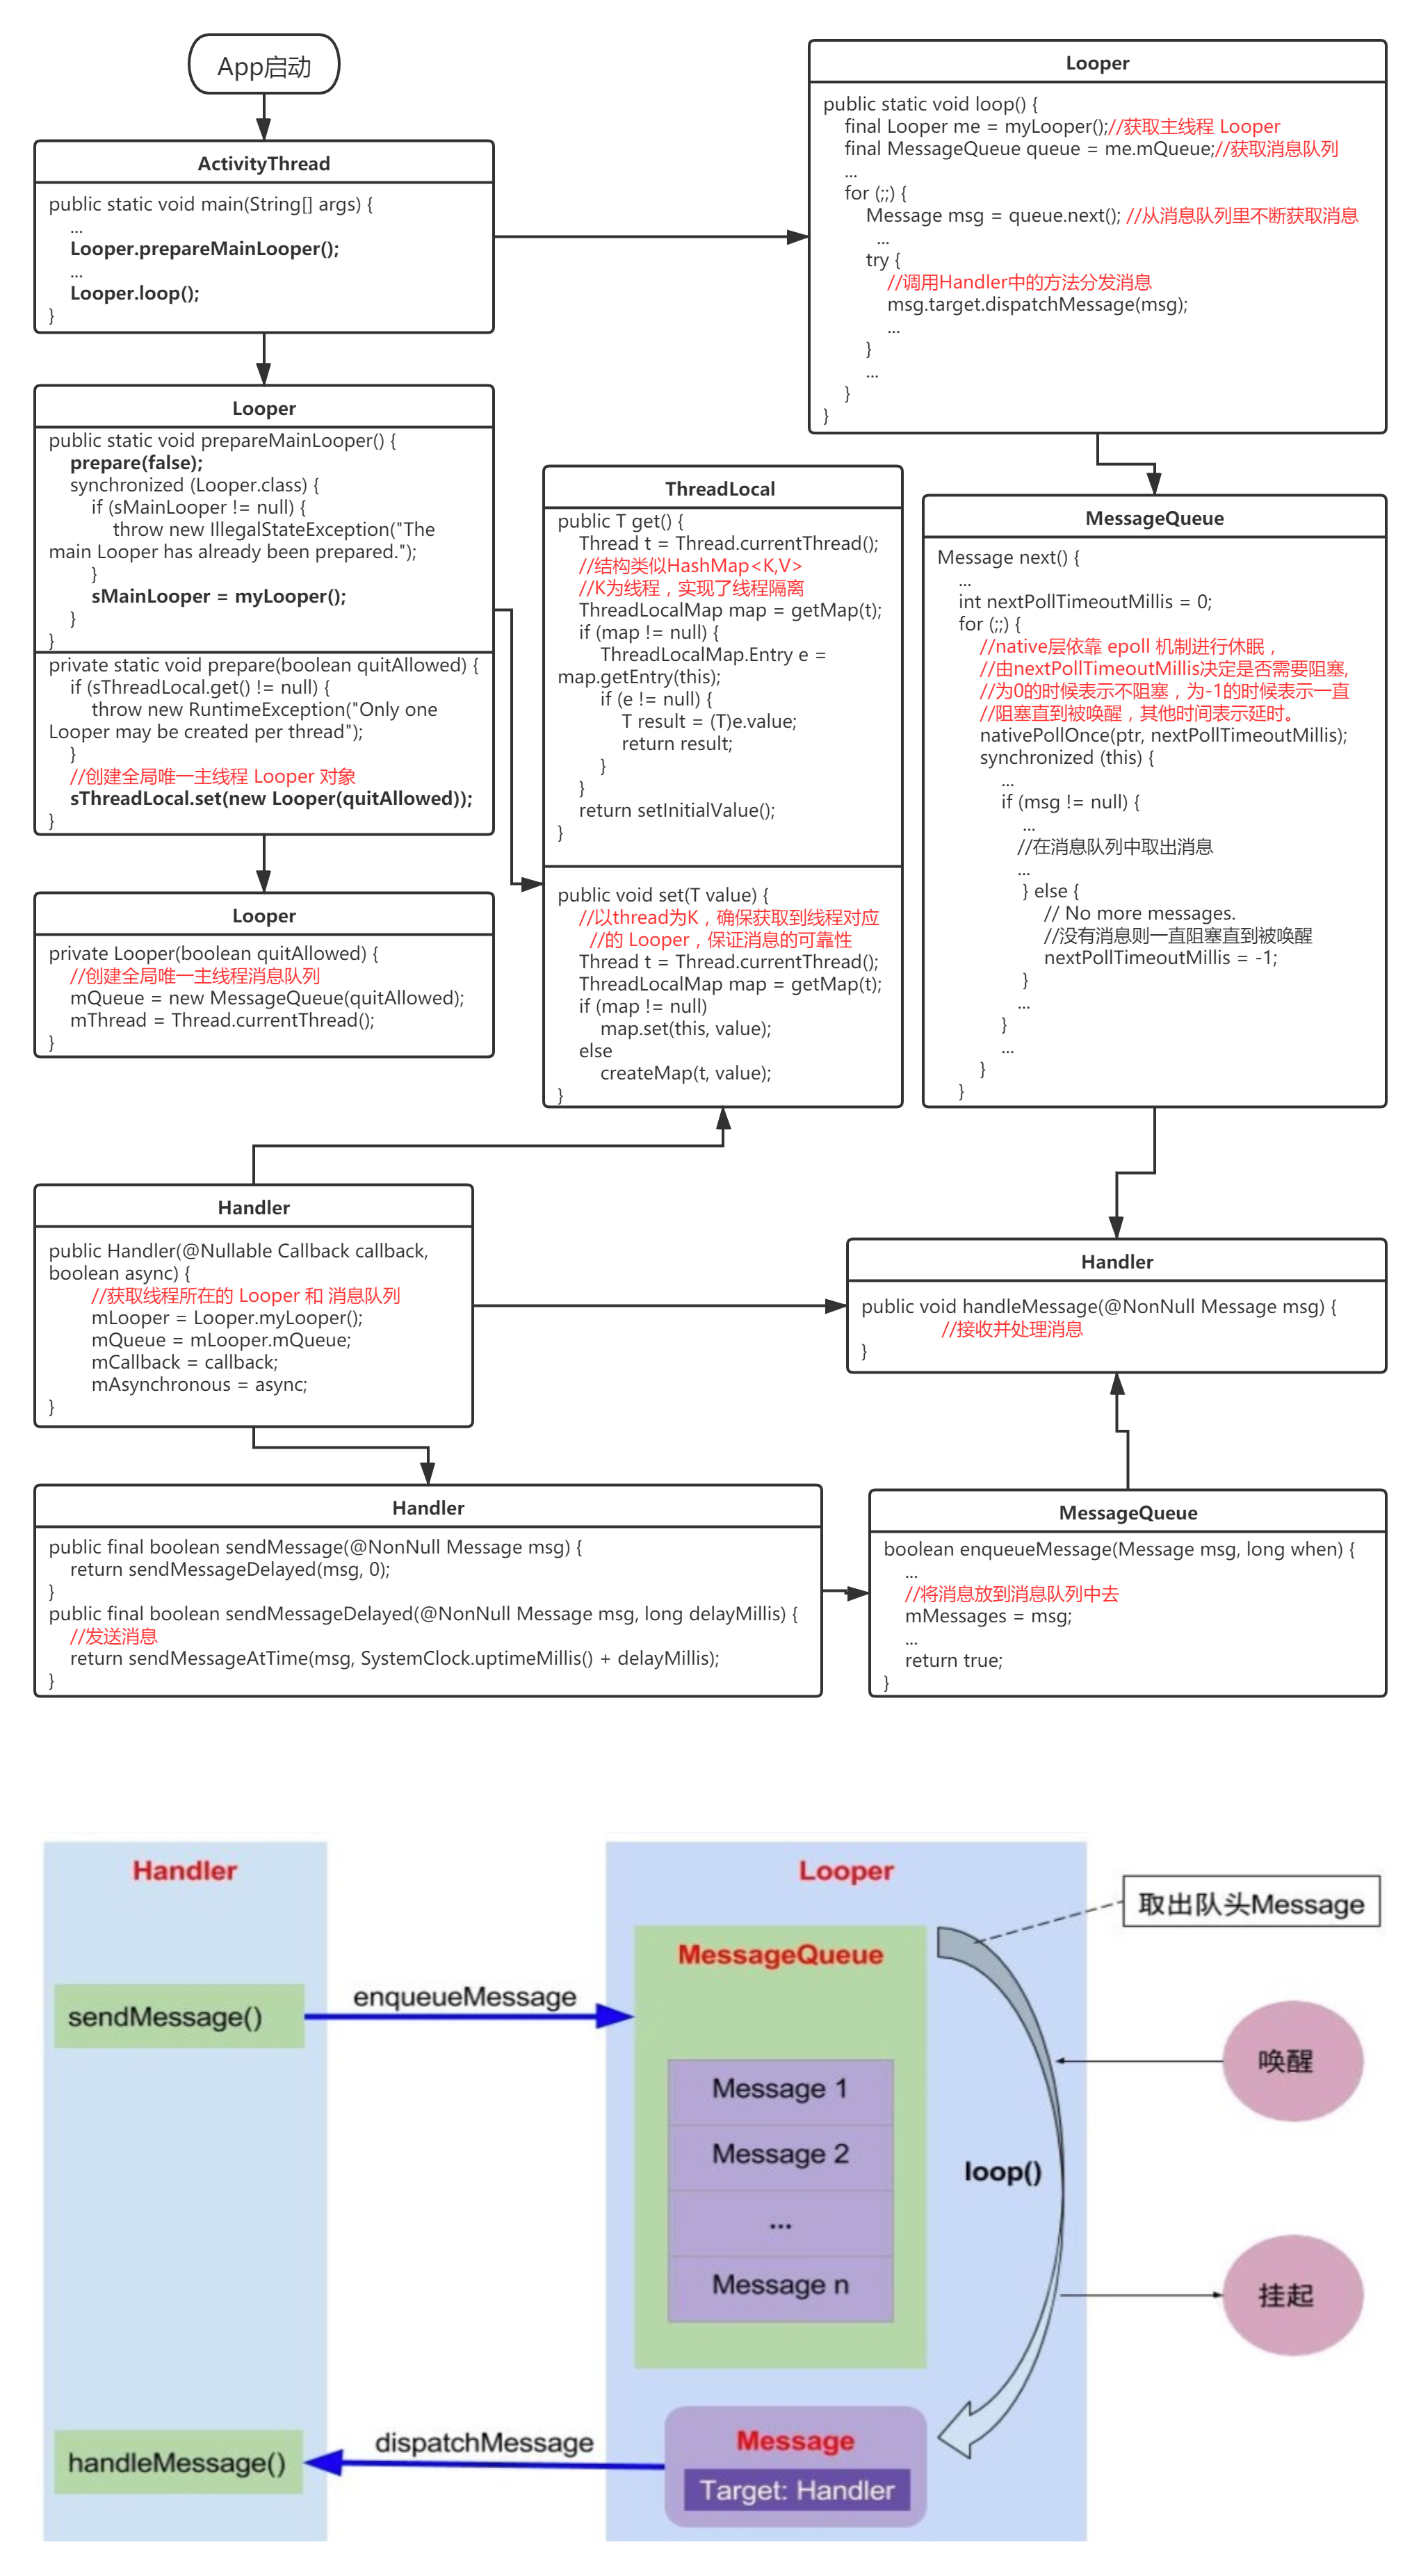 App启动
ActivityThread
public static void main(String[] args) {
...
Looper.prepareMainLooper();
...
Looper.loop();
}
Looper
public static void loop() {
final Looper me = myLooper();//获取主线程 Looper
final MessageQueue queue = me.mQueue;//获取消息队列
...
for (;;) {
Message msg = queue.next(); //从消息队列里不断获取消息
...
try {
//调用Handler中的方法分发消息
msg.target.dispatchMessage(msg);
...
}
...
}
}
Looper
public static void prepareMainLooper() {
prepare(false);
synchronized (Looper.class) {
if (sMainLooper != null) {
throw new IllegalStateException("The
main Looper has already been prepared.");
}
sMainLooper = myLooper();
}
}
private static void prepare(boolean quitAllowed) {
if (sThreadLocal.get() != null) {
throw new RuntimeException("Only one
Looper may be created per thread");
}
//创建全局唯一主线程 Looper 对象
sThreadLocal.set(new Looper(quitAllowed));
}
Looper
private Looper(boolean quitAllowed) {
//创建全局唯一主线程消息队列
mQueue = new MessageQueue(quitAllowed);
mThread = Thread.currentThread();
}
ThreadLocal
public T get() {
Thread t = Thread.currentThread();
//结构类似HashMap<K,V>
//K为线程，实现了线程隔离
ThreadLocalMap map = getMap(t);
if (map != null) {
ThreadLocalMap.Entry e =
map.getEntry(this);
if (e != null) {
T result = (T)e.value;
return result;
}
}
return setInitialValue();
}
public void set(T value) {
//以thread为K，确保获取到线程对应
//的 Looper，保证消息的可靠性
Thread t = Thread.currentThread();
ThreadLocalMap map = getMap(t);
if (map != null)
map.set(this, value);
else
createMap(t, value);
}
MessageQueue
Message next() {
...
int nextPollTimeoutMillis = 0;
for (;;) {
//native层依靠 epoll 机制进行休眠，
//由nextPollTimeoutMillis决定是否需要阻塞,
//为0的时候表示不阻塞，为-1的时候表示一直
//阻塞直到被唤醒，其他时间表示延时。
nativePollOnce(ptr, nextPollTimeoutMillis);
synchronized (this) {
...
if (msg != null) {
...
//在消息队列中取出消息
...
} else {
// No more messages.
//没有消息则一直阻塞直到被唤醒
nextPollTimeoutMillis = -1;
}
...
}
...
}
}
Handler
public Handler(@Nullable Callback callback,
boolean async) {
//获取线程所在的 Looper 和 消息队列
mLooper = Looper.myLooper();
mQueue = mLooper.mQueue;
mCallback = callback;
mAsynchronous = async;
}
Handler
public void handleMessage(@NonNull Message msg) {
//接收并处理消息
}
Handler
public final boolean sendMessage(@NonNull Message msg) {
return sendMessageDelayed(msg, 0);
}
public final boolean sendMessageDelayed(@NonNull Message msg, long delayMillis) {
//发送消息
return sendMessageAtTime(msg, SystemClock.uptimeMillis() + delayMillis);
}
MessageQueue
boolean enqueueMessage(Message msg, long when) {
...
//将消息放到消息队列中去
mMessages = msg;
...
return true;
}
Handler
Looper
取出队头Message
MessageQueue
sendMessage()
enqueueMessage
唤醒
Message 1
Message 2
loop()
...
Message n
挂起
Message
dispatchMessage
handleMessage()
Target: Handler